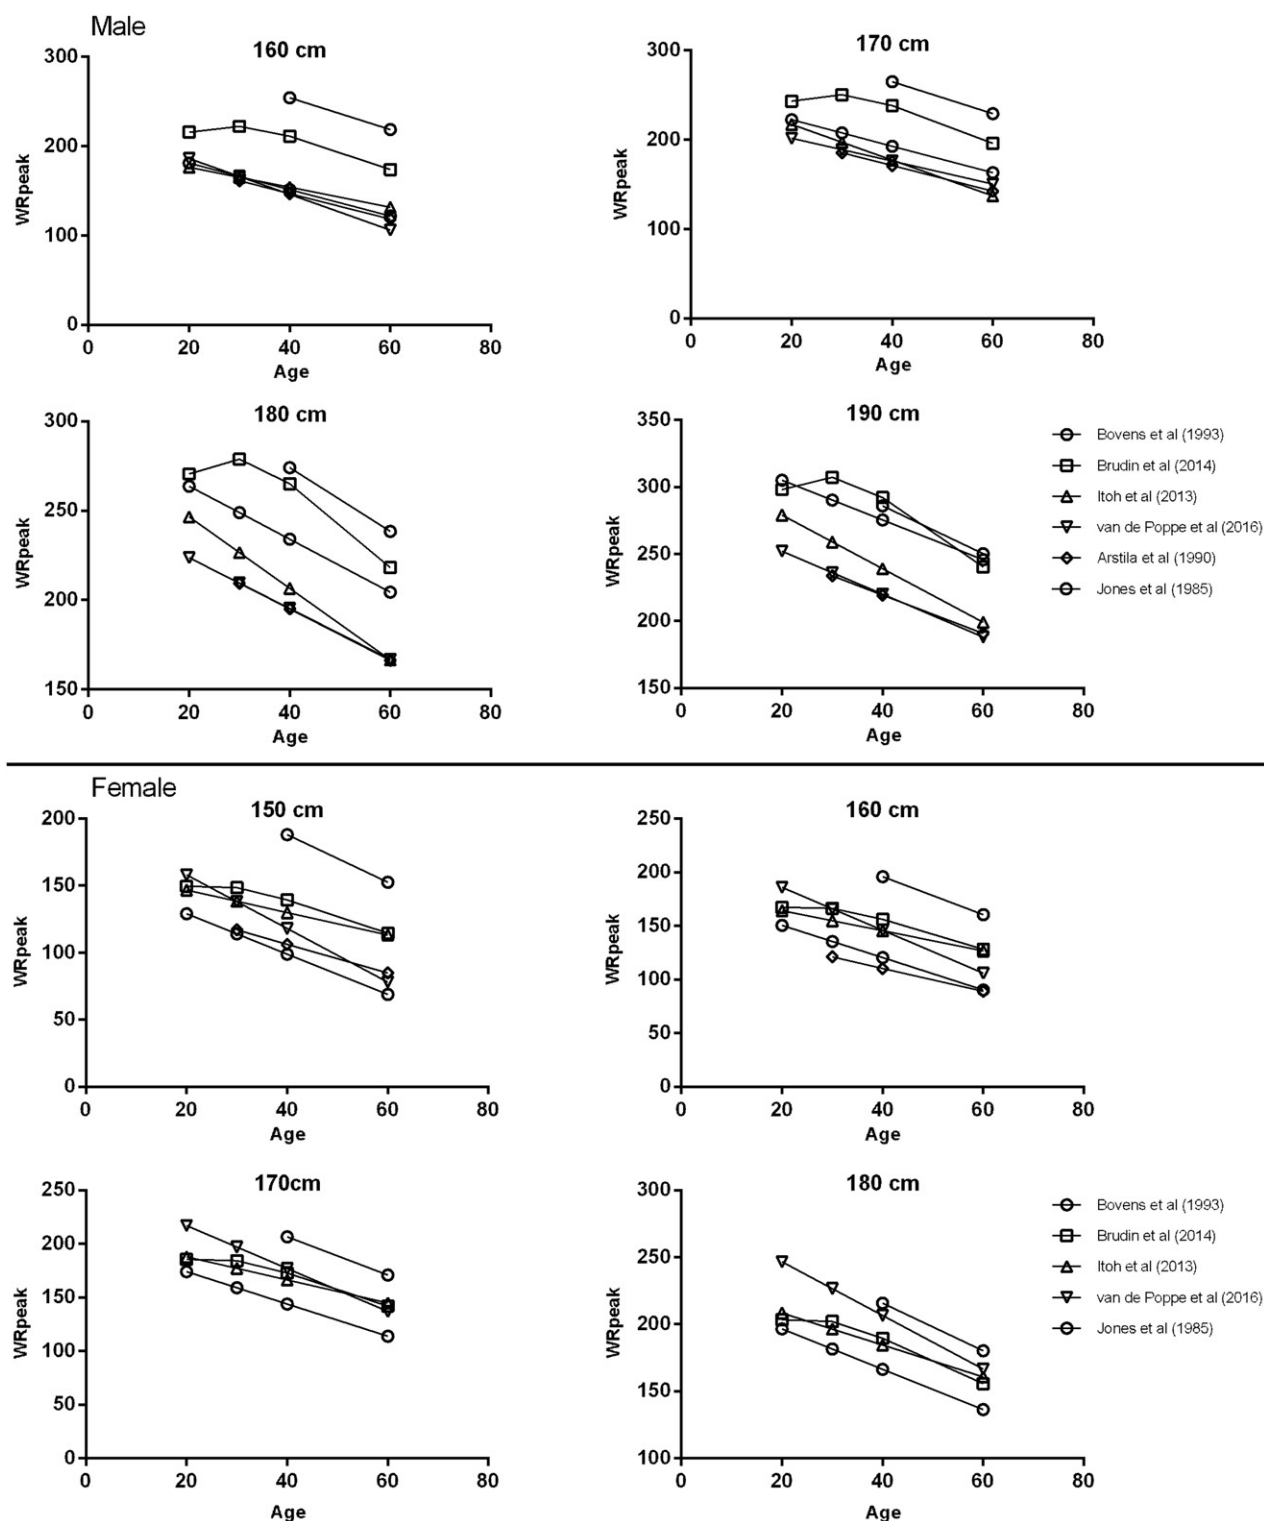 Male
160 cm
300
200
100
0
WRpeak
0 20 40 60 80
Age
170 cm
300
200
100
0
WRpeak
0 20 40 60 80
Age
180 cm
300
250
200
150
WRpeak
0 20 40 60 80
Age
190 cm
350
300
250
200
150
WRpeak
0 20 40 60 80
Age
Bovens et al (1993)
Brudin et al (2014)
Itoh et al (2013)
van de Poppe et al (2016)
Arstila et al (1990)
Jones et al (1985)
Female
150 cm
200
150
100
50
0
WRpeak
0 20 40 60 80
Age
160 cm
250
200
150
100
50
0
WRpeak
0 20 40 60 80
Age
170cm
250
200
150
100
50
0
WRpeak
0 20 40 60 80
Age
180 cm
300
250
200
150
100
WRpeak
0 20 40 60 80
Age
Bovens et al (1993)
Brudin et al (2014)
Itoh et al (2013)
van de Poppe et al (2016)
Jones et al (1985)